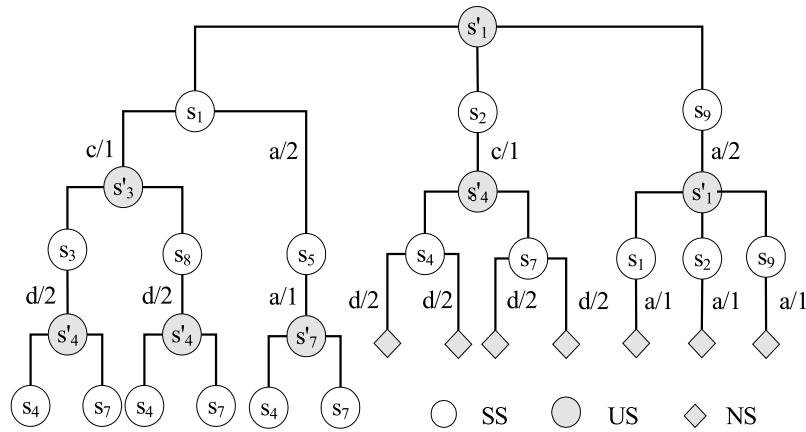 s'1
s1 s2 s9
c/1 a/2 c/1 a/2
s'3 s'4 s'1
s3 s8 s5 s4 s7 s1 s2 s9
d/2 d/2 a/1 d/2 d/2 d/2 d/2 a/1 a/1 a/1
s'4 s'4 s'7
s4 s7 s4 s7 s4 s7
SS US NS